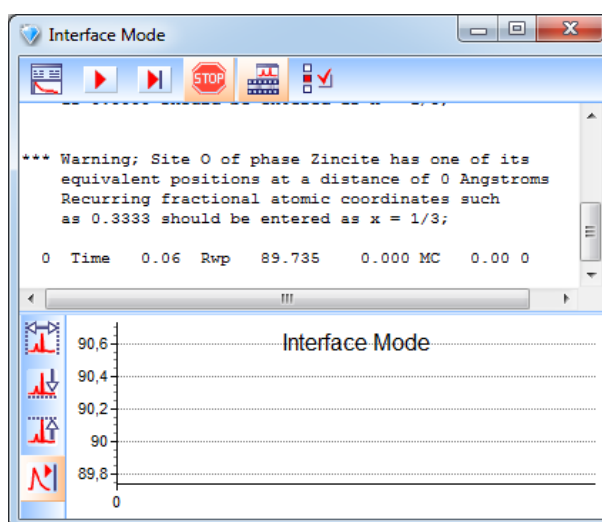 Interface Mode
STOP
*** Warning; Site O of phase Zincite has one of its
equivalent positions at a distance of 0 Angstroms
Recurring fractional atomic coordinates such
as 0.3333 should be entered as x = 1/3;
0 Time 0.06 Rwp 89.735 0.000 MC 0.00 0
Interface Mode
90,6
90,4
90,2
90
89,8
0